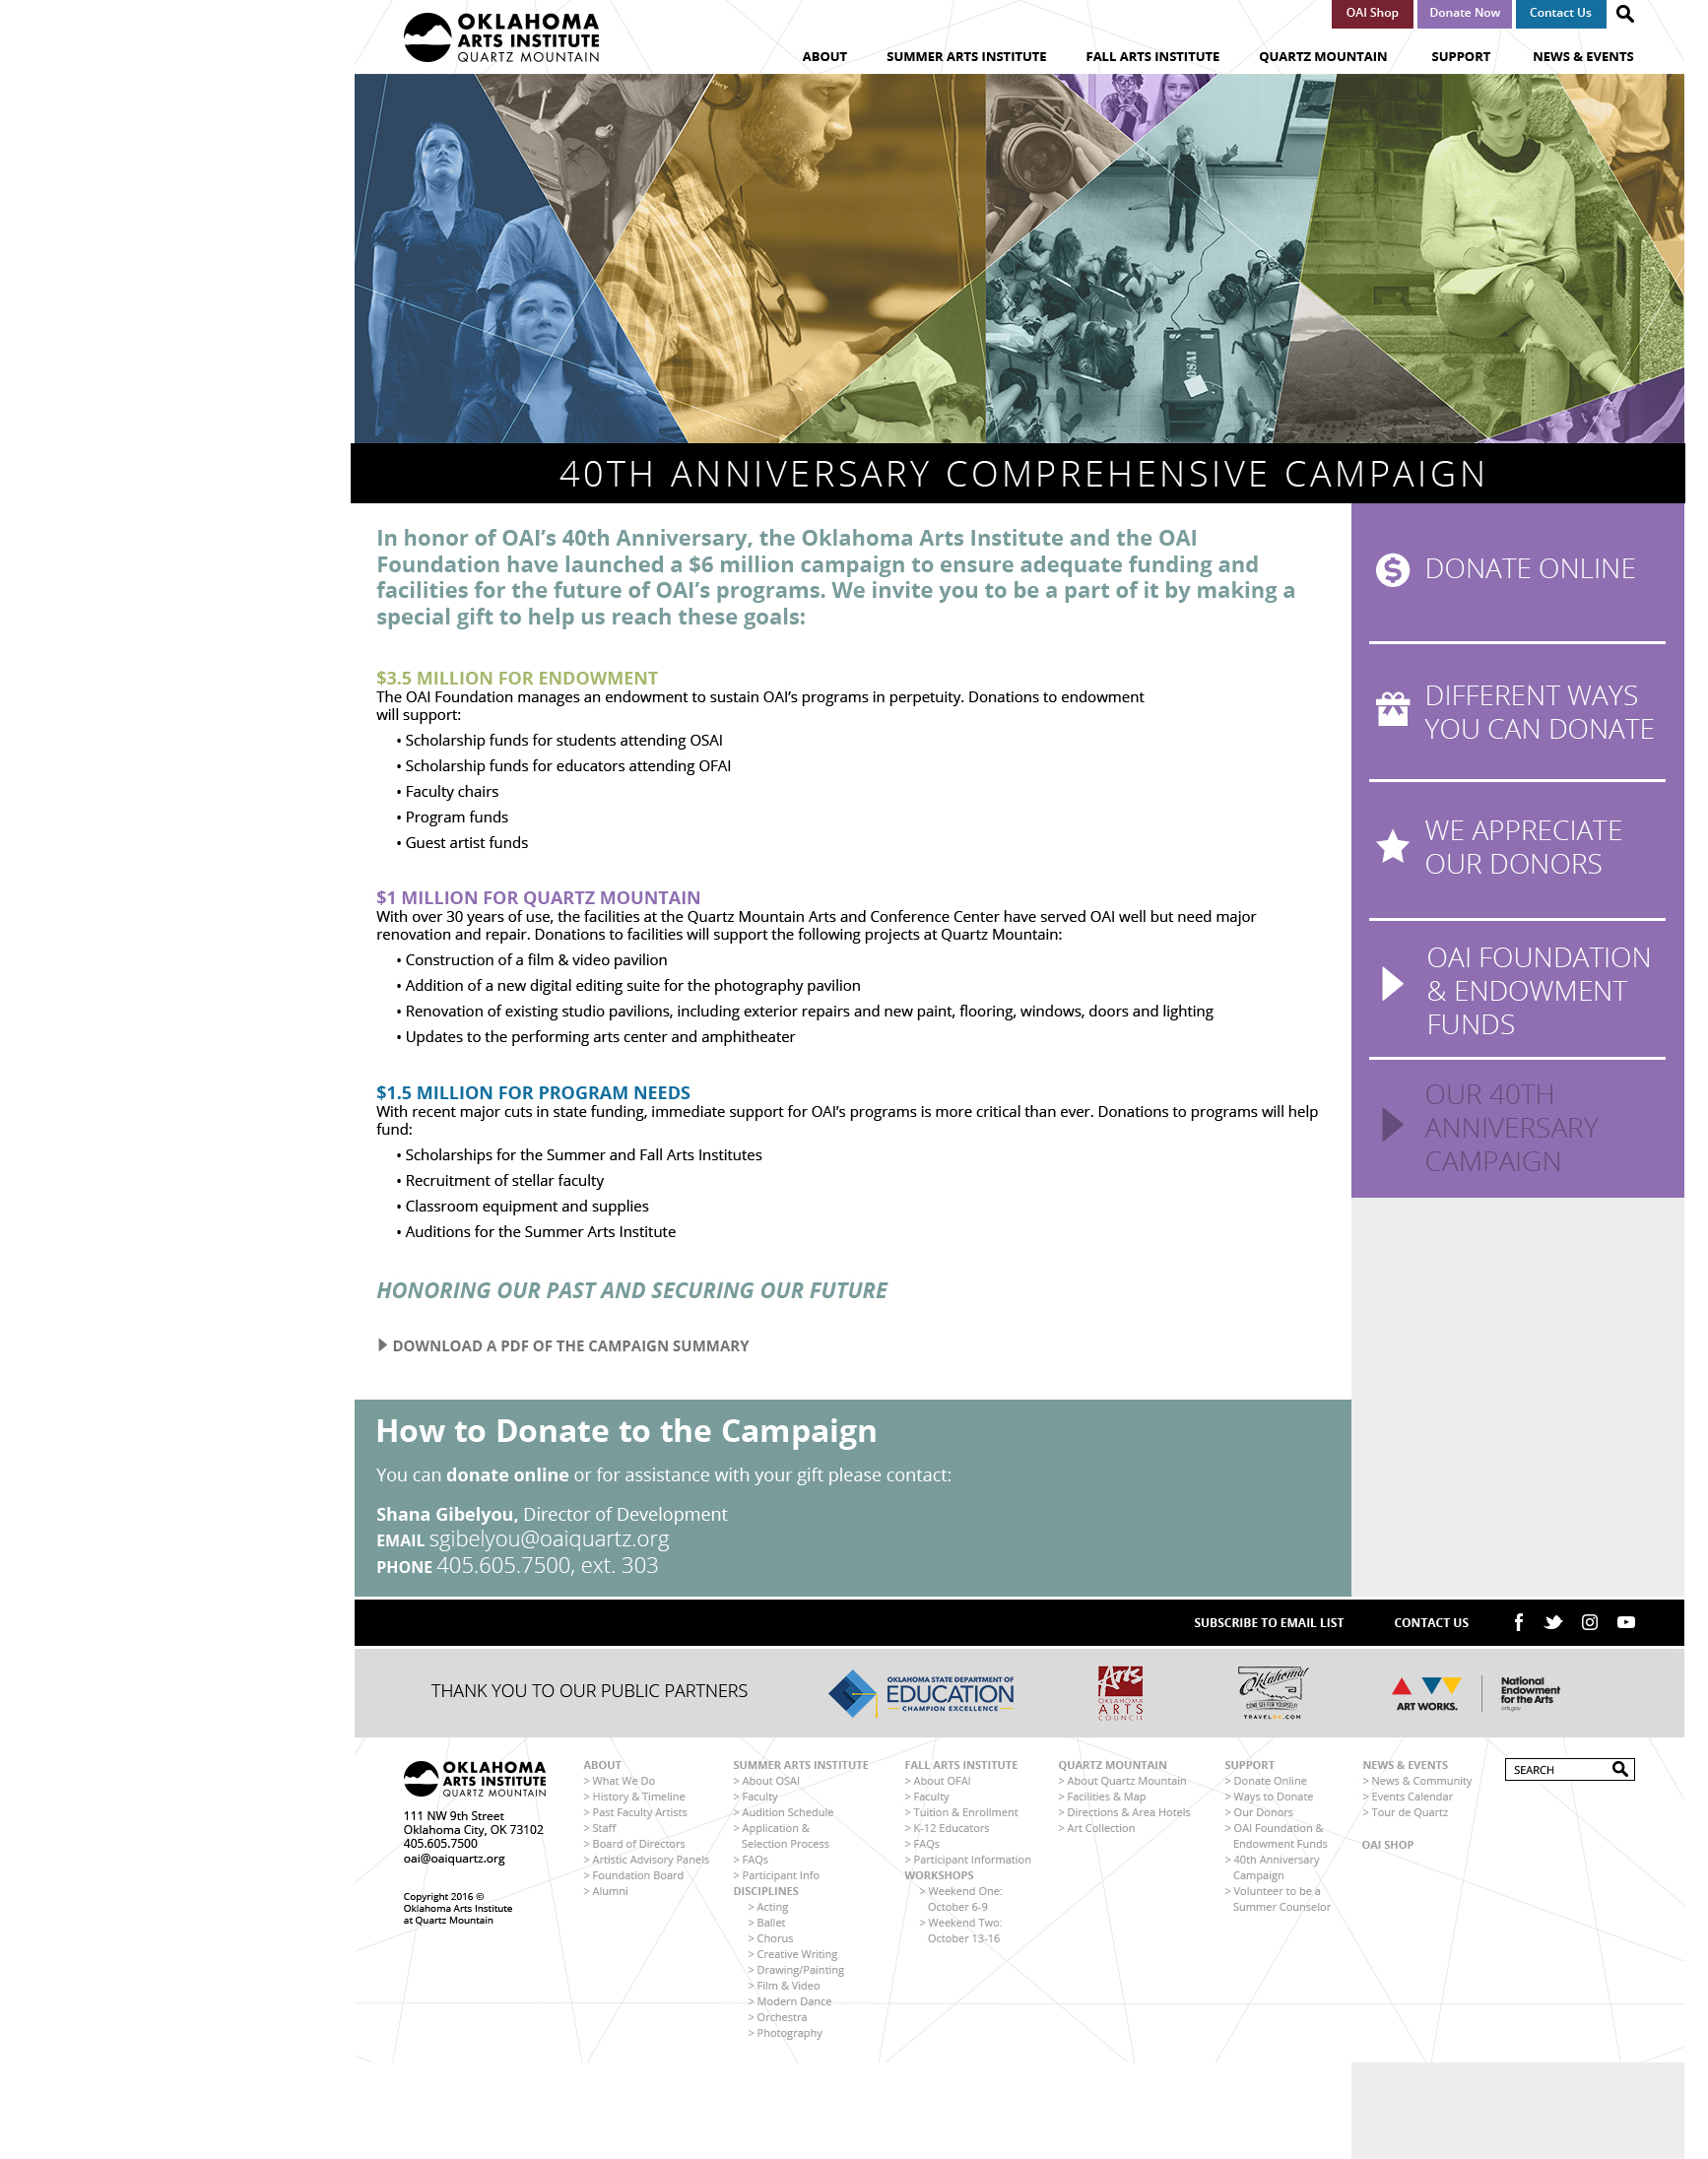 OKLAHOMA
ARTS INSTITUTE
QUARTZ MOUNTAIN
OAI Shop
Donate Now
Contact Us
ABOUT
SUMMER ARTS INSTITUTE
FALL ARTS INSTITUTE
QUARTZ MOUNTAIN
SUPPORT
NEWS & EVENTS
OSAI
40TH ANNIVERSARY COMPREHENSIVE CAMPAIGN
In honor of OAI’s 40th Anniversary, the Oklahoma Arts Institute and the OAI
Foundation have launched a $6 million campaign to ensure adequate funding and
facilities for the future of OAI’s programs. We invite you to be a part of it by making a
special gift to help us reach these goals:
$3.5 MILLION FOR ENDOWMENT
The OAI Foundation manages an endowment to sustain OAI’s programs in perpetuity. Donations to endowment
will support:
• Scholarship funds for students attending OSAI
• Scholarship funds for educators attending OFAI
• Faculty chairs
• Program funds
• Guest artist funds
$1 MILLION FOR QUARTZ MOUNTAIN
With over 30 years of use, the facilities at the Quartz Mountain Arts and Conference Center have served OAI well but need major
renovation and repair. Donations to facilities will support the following projects at Quartz Mountain:
• Construction of a film & video pavilion
• Addition of a new digital editing suite for the photography pavilion
• Renovation of existing studio pavilions, including exterior repairs and new paint, flooring, windows, doors and lighting
• Updates to the performing arts center and amphitheater
$1.5 MILLION FOR PROGRAM NEEDS
With recent major cuts in state funding, immediate support for OAI’s programs is more critical than ever. Donations to programs will help
fund:
• Scholarships for the Summer and Fall Arts Institutes
• Recruitment of stellar faculty
• Classroom equipment and supplies
• Auditions for the Summer Arts Institute
HONORING OUR PAST AND SECURING OUR FUTURE
DOWNLOAD A PDF OF THE CAMPAIGN SUMMARY
DONATE ONLINE
DIFFERENT WAYS
YOU CAN DONATE
WE APPRECIATE
OUR DONORS
OAI FOUNDATION
& ENDOWMENT
FUNDS
OUR 40TH
ANNIVERSARY
CAMPAIGN
How to Donate to the Campaign
You can donate online or for assistance with your gift please contact:
Shana Gibelyou, Director of Development
EMAIL sgibelyou@oaiquartz.org
PHONE 405.605.7500, ext. 303
SUBSCRIBE TO EMAIL LIST
CONTACT US
THANK YOU TO OUR PUBLIC PARTNERS
OKLAHOMA STATE DEPARTMENT OF
EDUCATION
CHAMPION EXCELLENCE
Arts
OKLAHOMA
ARTS
COUNCIL
Oklahoma!
COME SEE FOR YOURSELF!
TRAVELOK.COM
ART WORKS.
National
Endowment
for the Arts
arts.gov
OKLAHOMA
ARTS INSTITUTE
QUARTZ MOUNTAIN
111 NW 9th Street
Oklahoma City, OK 73102
405.605.7500
oai@oaiquartz.org
Copyright 2016 ©
Oklahoma Arts Institute
at Quartz Mountain
ABOUT
> What We Do
> History & Timeline
> Past Faculty Artists
> Staff
> Board of Directors
> Artistic Advisory Panels
> Foundation Board
> Alumni
SUMMER ARTS INSTITUTE
> About OSAI
> Faculty
> Audition Schedule
> Application &
Selection Process
> FAQs
> Participant Info
DISCIPLINES
> Acting
> Ballet
> Chorus
> Creative Writing
> Drawing/Painting
> Film & Video
> Modern Dance
> Orchestra
> Photography
FALL ARTS INSTITUTE
> About OFAI
> Faculty
> Tuition & Enrollment
> K-12 Educators
> FAQs
> Participant Information
WORKSHOPS
> Weekend One:
October 6-9
> Weekend Two:
October 13-16
QUARTZ MOUNTAIN
> About Quartz Mountain
> Facilities & Map
> Directions & Area Hotels
> Art Collection
SUPPORT
> Donate Online
> Ways to Donate
> Our Donors
> OAI Foundation &
Endowment Funds
> 40th Anniversary
Campaign
> Volunteer to be a
Summer Counselor
NEWS & EVENTS
> News & Community
> Events Calendar
> Tour de Quartz
OAI SHOP
SEARCH